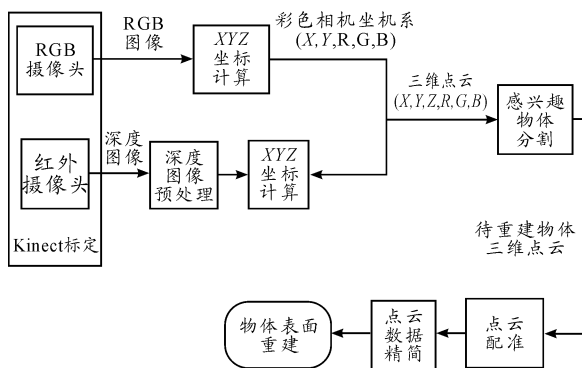 RGB
摄像头
RGB
图像
XYZ
坐标
计算
彩色相机坐机系
(X,Y,R,G,B)
三维点云
(X,Y,Z,R,G,B)
感兴趣
物体
分割
红外
摄像头
深度
图像
深度
图像
预处理
XYZ
坐标
计算
Kinect标定
待重建物体
三维点云
物体表面
重建
点云
数据
精简
点云
配准